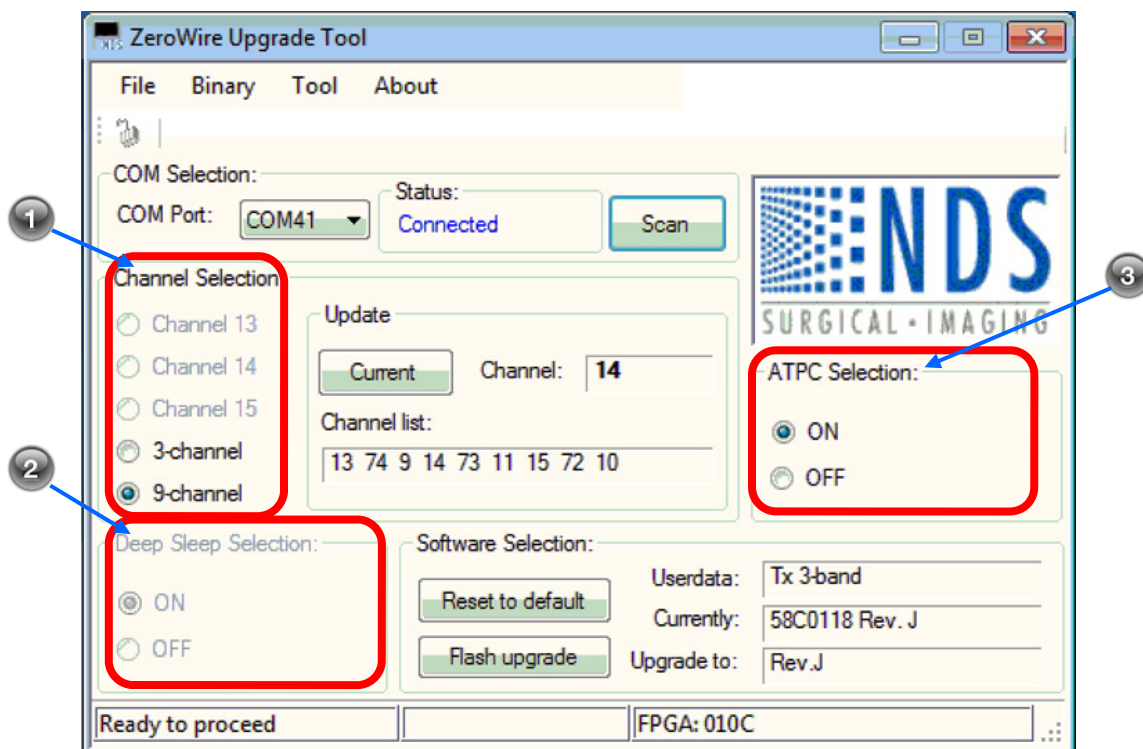 ZeroWire Upgrade Tool
File Binary Tool About
COM Selection:
COM Port: COM41
Status:
Connected
Scan
NDS
SURGICAL • IMAGING
1
Channel Selection
Channel 13
Channel 14
Channel 15
3-channel
9-channel
Update
Current Channel: 14
Channel list:
13 74 9 14 73 11 15 72 10
3
ATPC Selection:
ON
OFF
2
Deep Sleep Selection:
ON
OFF
Software Selection:
Reset to default
Flash upgrade
Userdata: Tx 3-band
Currently: 58C0118 Rev. J
Upgrade to: Rev.J
Ready to proceed
FPGA: 010C